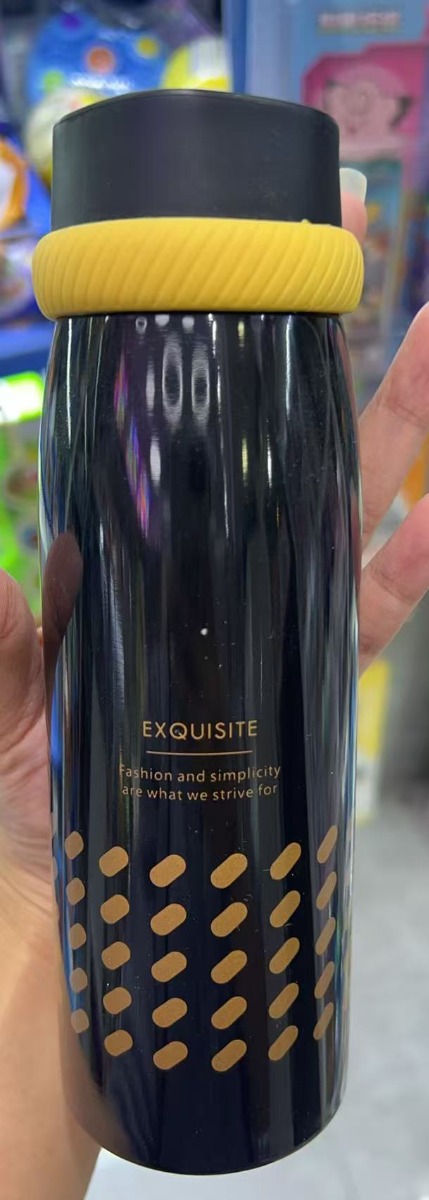 EXQUISITE
Fashion and simplicity
are what we strive for